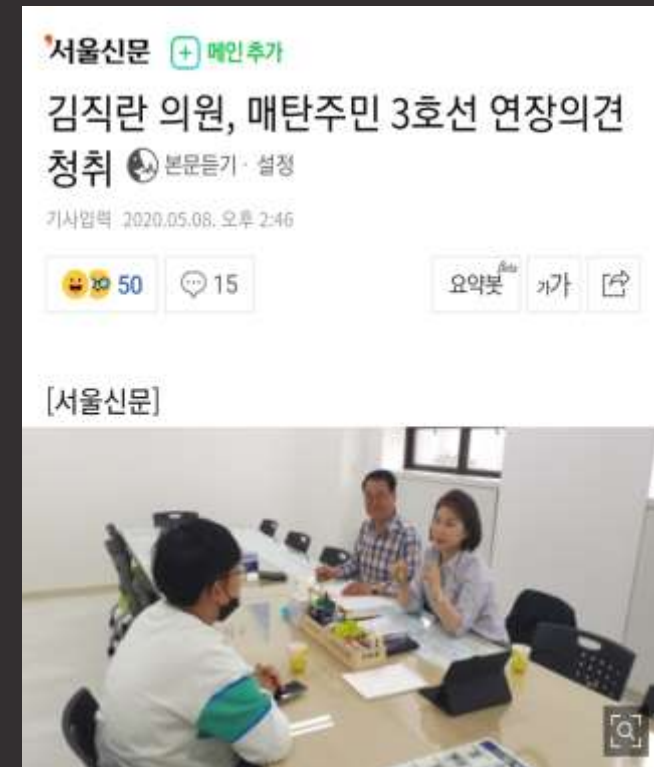 서울신문 메인 추가
김직란 의원, 매탄주민 3호선 연장의견
청취 본문듣기 · 설정
기사입력 2020.05.08. 오후 2:46
50 15 요약봇 Beta 가가
[서울신문]